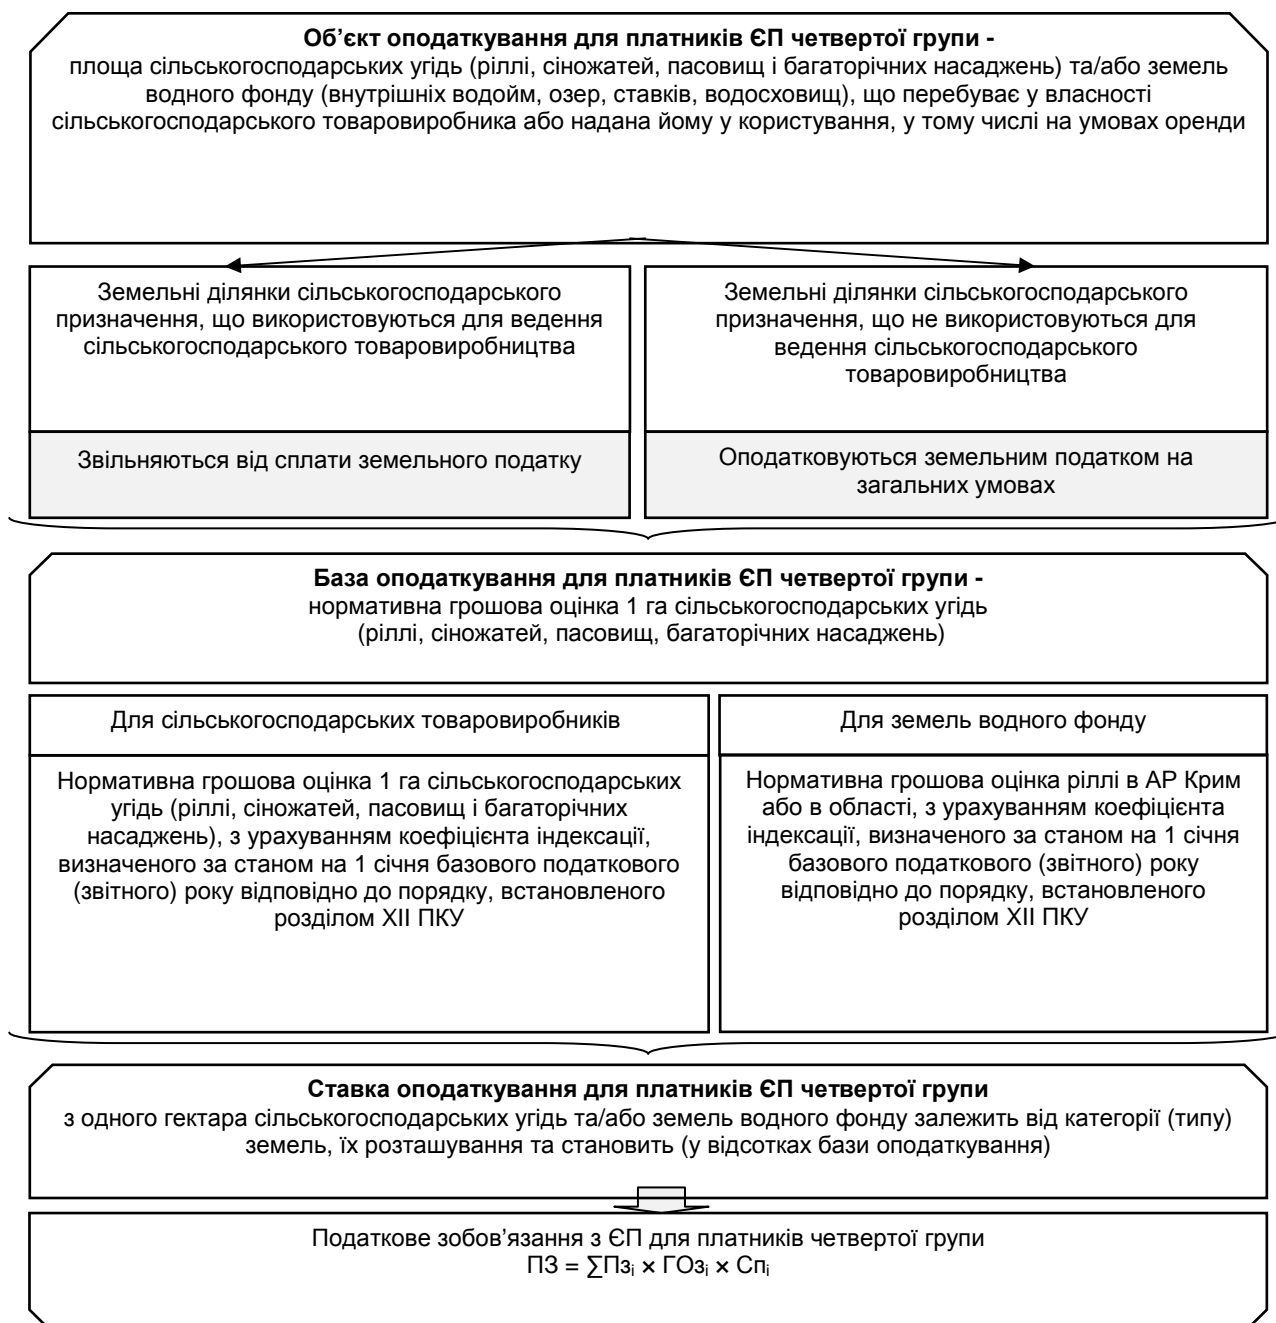 Об’єкт оподаткування для платників ЄП четвертої групи -
площа сільськогосподарських угідь (ріллі, сіножатей, пасовищ і багаторічних насаджень) та/або земель
водного фонду (внутрішніх водойм, озер, ставків, водосховищ), що перебуває у власності
сільськогосподарського товаровиробника або надана йому у користування, у тому числі на умовах оренди
Земельні ділянки сільськогосподарського
призначення, що використовуються для ведення
сільськогосподарського товаровиробництва
Звільняються від сплати земельного податку
Земельні ділянки сільськогосподарського
призначення, що не використовуються для
ведення сільськогосподарського
товаровиробництва
Оподатковуються земельним податком на
загальних умовах
База оподаткування для платників ЄП четвертої групи -
нормативна грошова оцінка 1 га сільськогосподарських угідь
(ріллі, сіножатей, пасовищ, багаторічних насаджень)
Для сільськогосподарських товаровиробників
Нормативна грошова оцінка 1 га сільськогосподарських
угідь (ріллі, сіножатей, пасовищ і багаторічних
насаджень), з урахуванням коефіцієнта індексації,
визначеного за станом на 1 січня базового податкового
(звітного) року відповідно до порядку, встановленого
розділом XII ПКУ
Для земель водного фонду
Нормативна грошова оцінка ріллі в АР Крим
або в області, з урахуванням коефіцієнта
індексації, визначеного за станом на 1 січня
базового податкового (звітного) року
відповідно до порядку, встановленого
розділом XII ПКУ
Ставка оподаткування для платників ЄП четвертої групи
з одного гектара сільськогосподарських угідь та/або земель водного фонду залежить від категорії (типу)
земель, їх розташування та становить (у відсотках бази оподаткування)
Податкове зобов’язання з ЄП для платників четвертої групи
ПЗ = ∑Пзᵢ × ГОзᵢ × Спᵢ